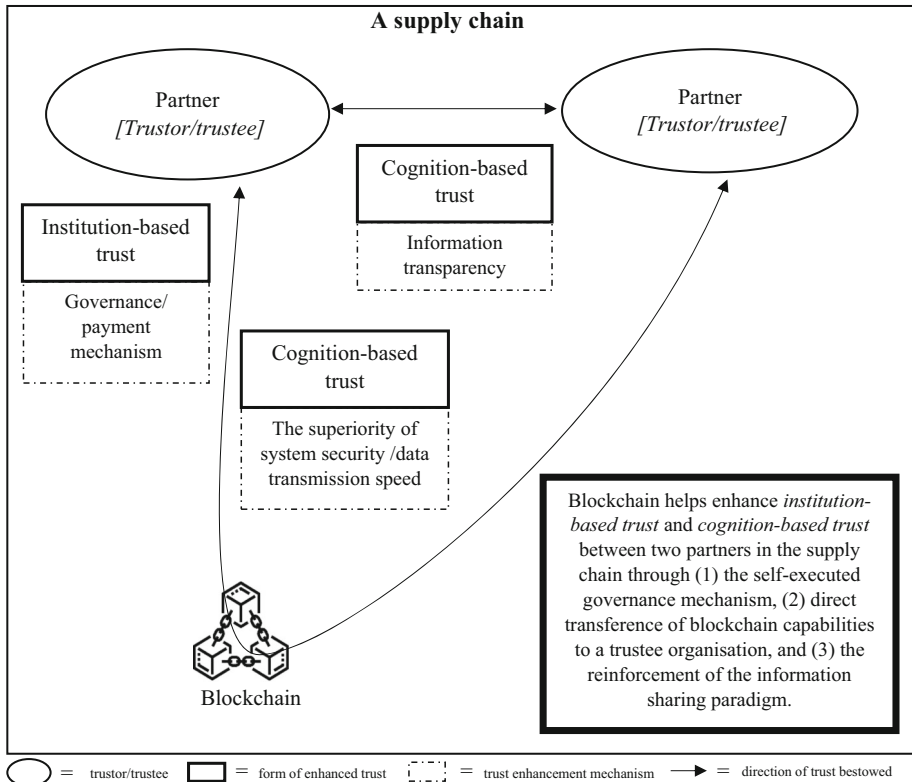 A supply chain
Partner
[Trustor/trustee]
Partner
[Trustor/trustee]
Cognition-based
trust
Information
transparency
Institution-based
trust
Governance/
payment
mechanism
Cognition-based
trust
The superiority of
system security /data
transmission speed
Blockchain helps enhance institution-
based trust and cognition-based trust
between two partners in the supply
chain through (1) the self-executed
governance mechanism, (2) direct
transference of blockchain capabilities
to a trustee organisation, and (3) the
reinforcement of the information
sharing paradigm.
Blockchain
= trustor/trustee = form of enhanced trust = trust enhancement mechanism = direction of trust bestowed